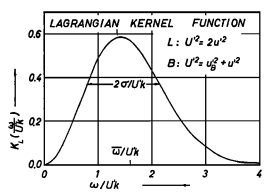 LAGRANGIAN KERNEL FUNCTION
L: U'²= 2u'²
B: U'²= u_B²+u'²
0,6
0,4
0,2
0,0
K_L(ω/U'k)
2σ/U'k
ω̅/U'k
0 1 2 3 4
ω/U'k